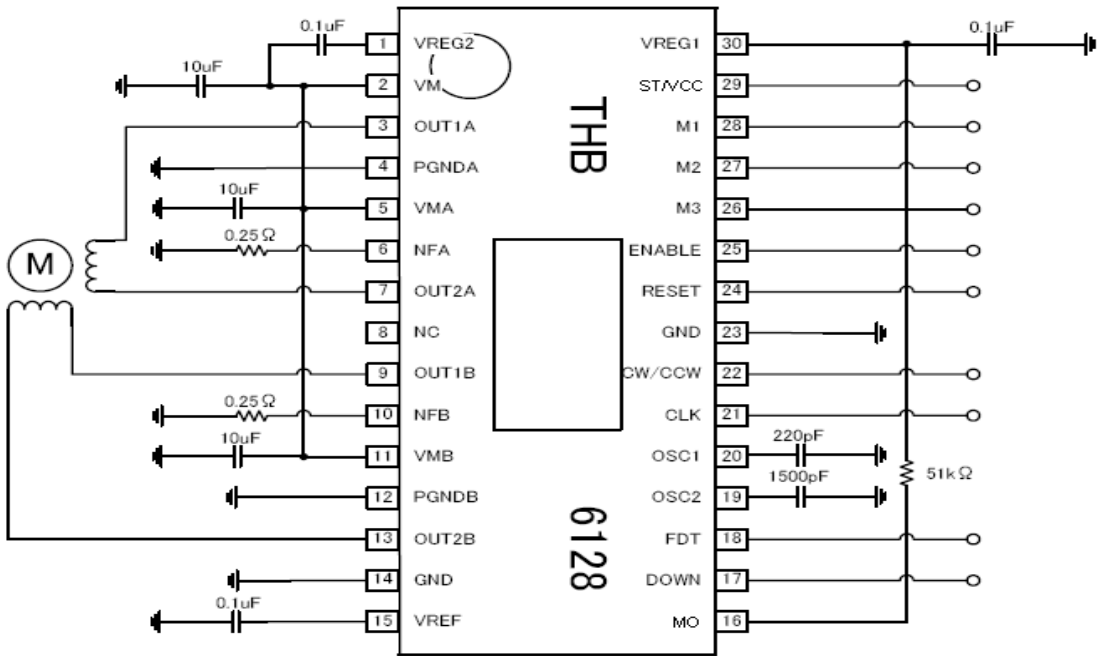 0.1uF
1 VREG2
VREG1 30
0.1uF
10uF
2 VM
ST/VCC 29
3 OUT1A
M1 28
4 PGNDA
M2 27
10uF
5 VMA
M3 26
0.25Ω
6 NFA
ENABLE 25
M
7 OUT2A
RESET 24
8 NC
GND 23
9 OUT1B
CW/CCW 22
0.25Ω
10 NFB
CLK 21
10uF
11 VMB
OSC1 20
220pF
51kΩ
12 PGNDB
OSC2 19
1500pF
13 OUT2B
FDT 18
14 GND
DOWN 17
0.1uF
15 VREF
MO 16
THB
6128